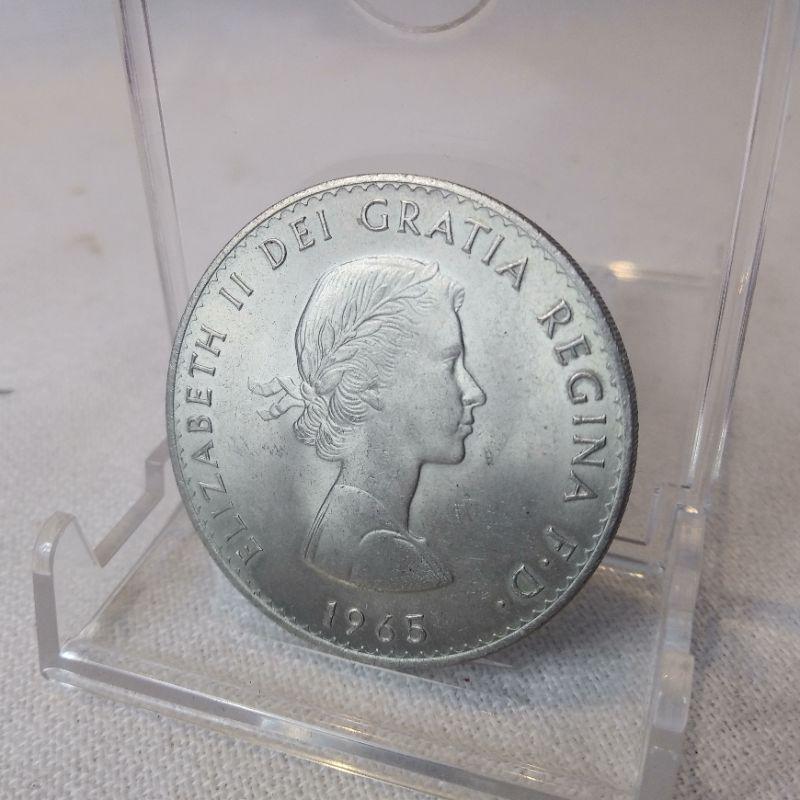 ELIZABETH II DEI GRATIA REGINA F·D·
1965